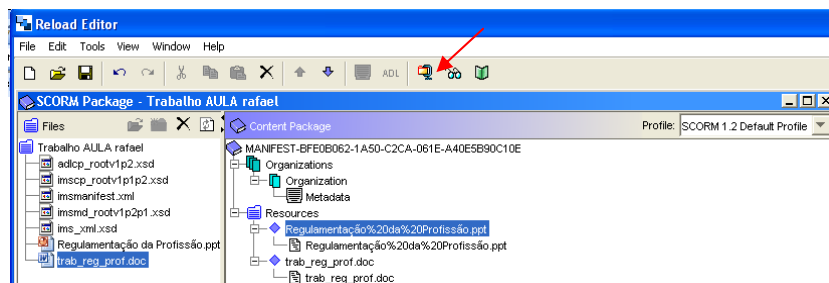 Reload Editor
File Edit Tools View Window Help
ADL
SCORM Package - Trabalho AULA rafael
Files
Content Package
Profile: SCORM 1.2 Default Profile
Trabalho AULA rafael
adlcp_rootv1p2.xsd
imscp_rootv1p1p2.xsd
imsmanifest.xml
imsmd_rootv1p2p1.xsd
ims_xml.xsd
Regulamentação da Profissão.ppt
trab_reg_prof.doc
MANIFEST-BFE0B062-1A50-C2CA-061E-A40E5B90C10E
Organizations
Organization
Metadata
Resources
Regulamentação%20da%20Profissão.ppt
Regulamentação%20da%20Profissão.ppt
trab_reg_prof.doc
trab_reg_prof.doc